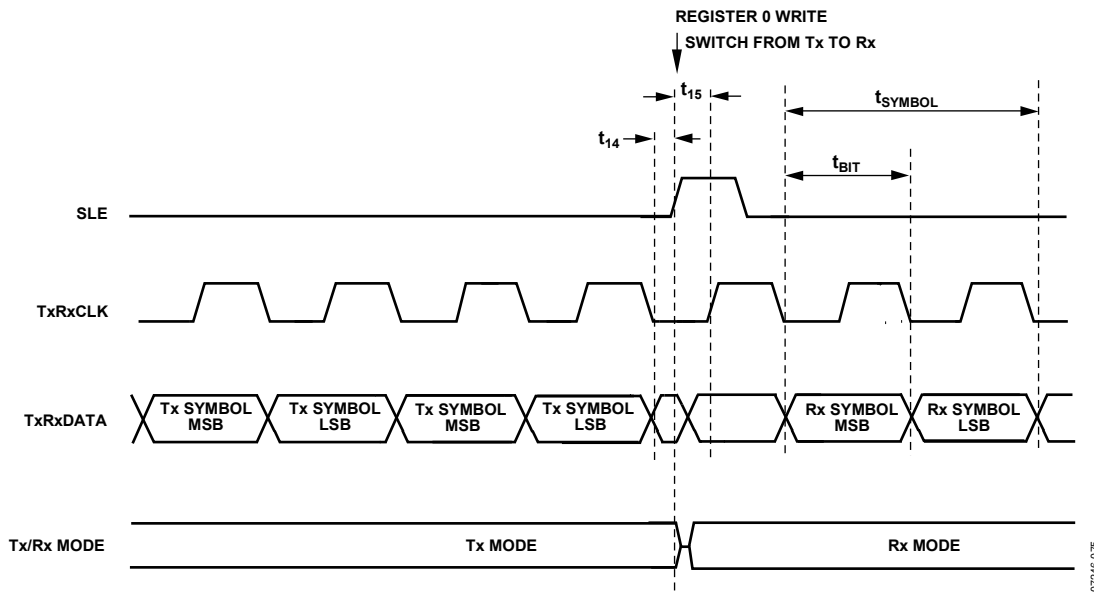 REGISTER 0 WRITE
SWITCH FROM Tx TO Rx
t15
tSYMBOL
t14
tBIT
SLE
TxRxCLK
TxRxDATA
Tx SYMBOL
MSB
Tx SYMBOL
LSB
Tx SYMBOL
MSB
Tx SYMBOL
LSB
Rx SYMBOL
MSB
Rx SYMBOL
LSB
Tx/Rx MODE
Tx MODE
Rx MODE